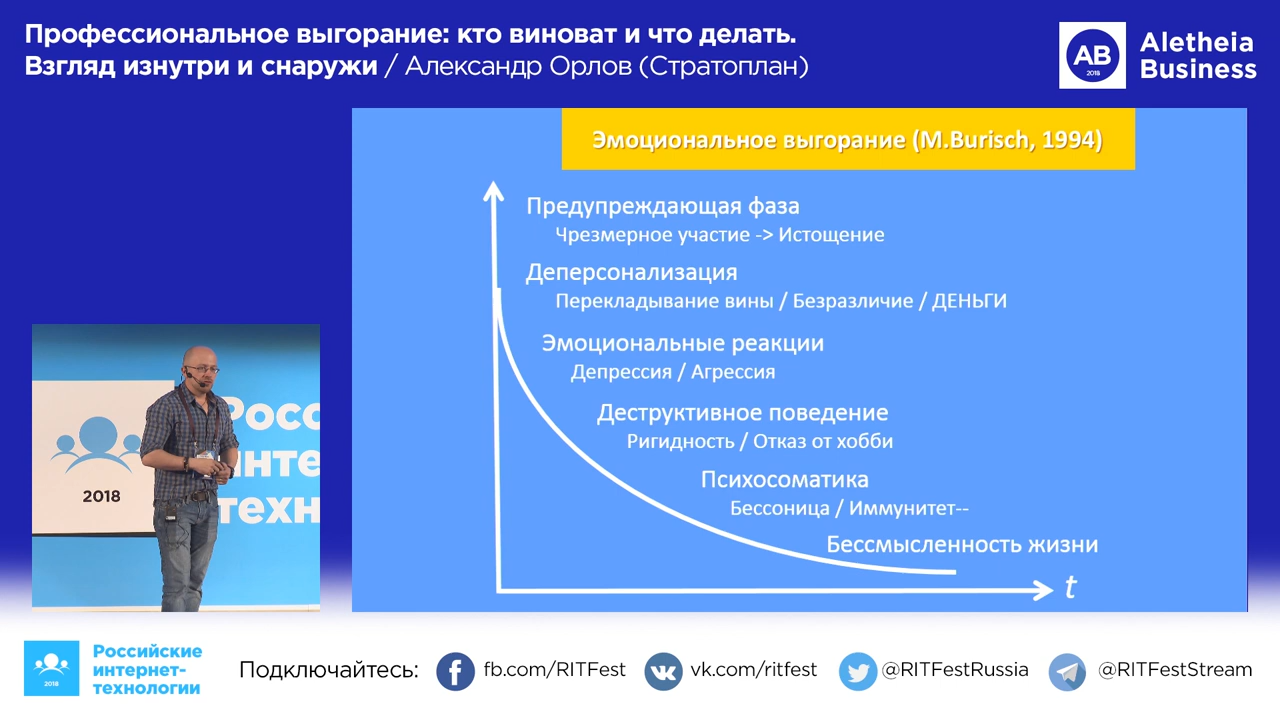 Профессиональное выгорание: кто виноват и что делать.
Взгляд изнутри и снаружи / Александр Орлов (Стратоплан)
AB
2018
Aletheia
Business
Эмоциональное выгорание (M.Burisch, 1994)
Предупреждающая фаза
Чрезмерное участие -> Истощение
Деперсонализация
Перекладывание вины / Безразличие / ДЕНЬГИ
Эмоциональные реакции
Депрессия / Агрессия
Деструктивное поведение
Ригидность / Отказ от хобби
Психосоматика
Бессоница / Иммунитет--
Бессмысленность жизни
t
2018
Росс
инте
техн
2018
Российские
интернет-
технологии
Подключайтесь:
fb.com/RITFest
vk.com/ritfest
@RITFestRussia
@RITFestStream